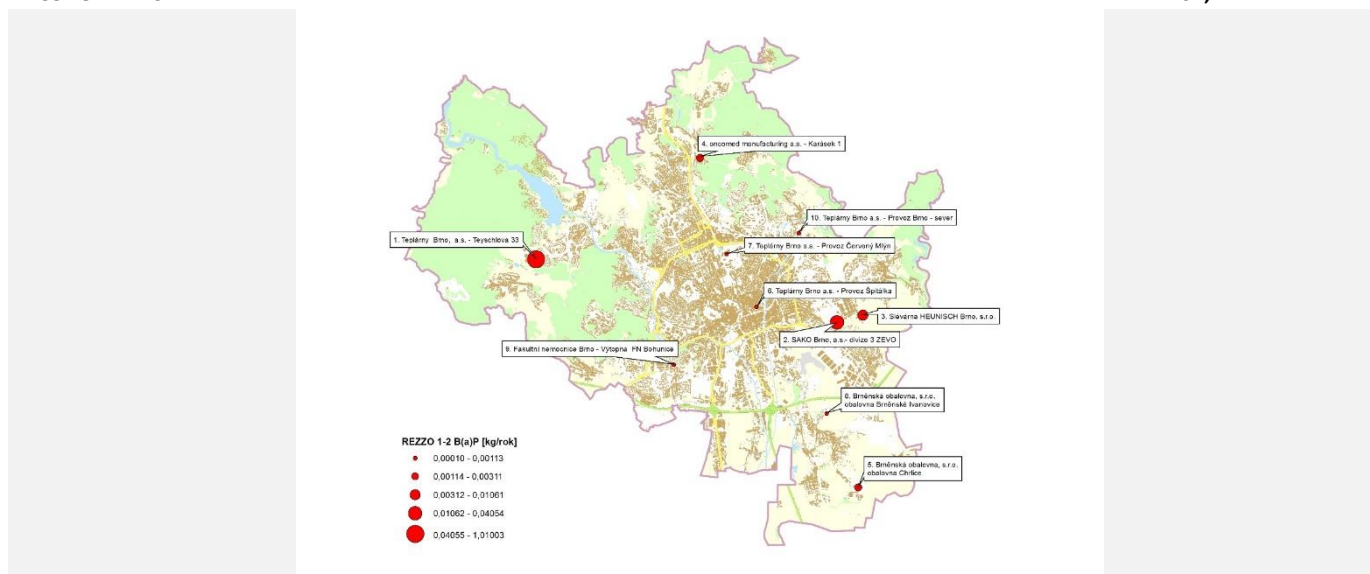 4. oncomed manufacturing a.s. - Karásek 1
10. Teplárny Brno a.s. - Provoz Brno - sever
1. Teplárny Brno, a.s. - Teyschlova 33
7. Teplárny Brno a.s. - Provoz Červený Mlýn
6. Teplárny Brno a.s. - Provoz Špitálka
3. Slévárna HEUNISCH Brno, s.r.o.
2. SAKO Brno, a.s.- divize 3 ZEVO
9. Fakultní nemocnice Brno - Výtopna FN Bohunice
8. Brněnská obalovna, s.r.o.
obalovna Brněnské Ivanovice
5. Brněnská obalovna, s.r.o.
obalovna Chrlice
REZZO 1-2 B(a)P [kg/rok]
0,00010 - 0,00113
0,00114 - 0,00311
0,00312 - 0,01061
0,01062 - 0,04054
0,04055 - 1,01003